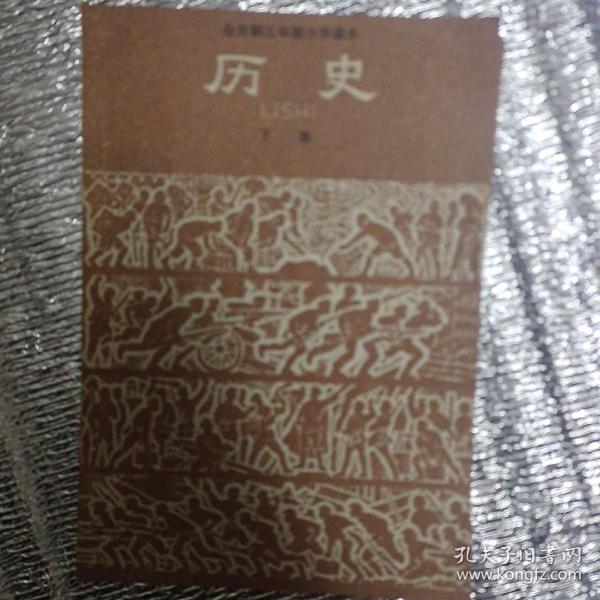 全日制五年制小学课本
历史
LISHI
下册
孔夫子旧书网
www.kongfz.com